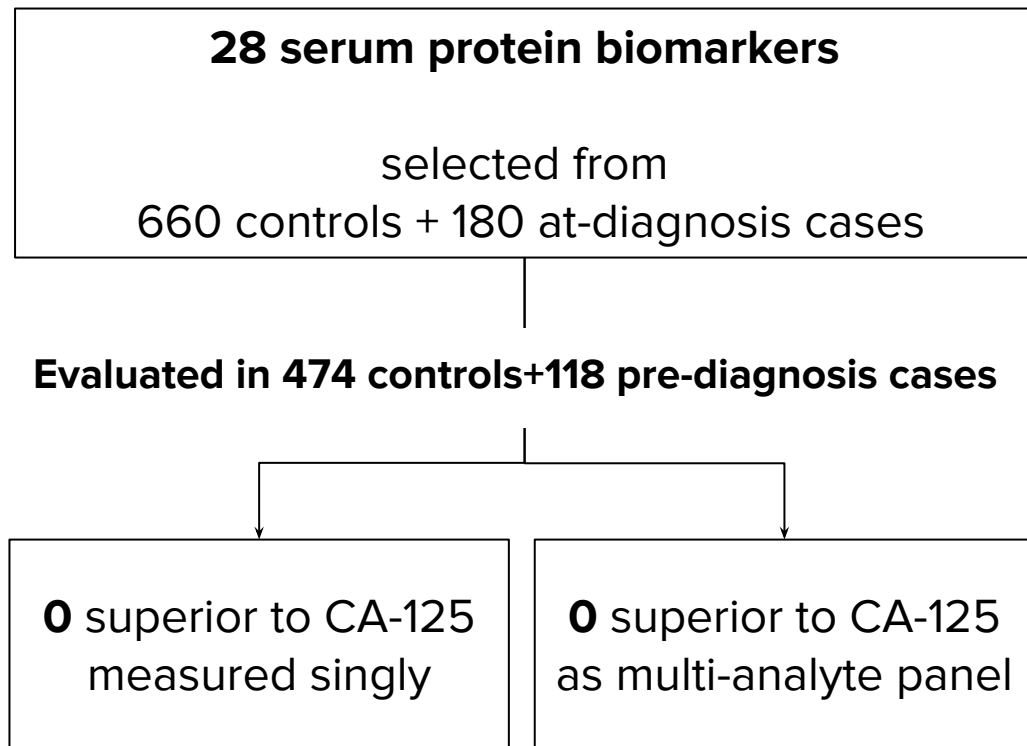 28 serum protein biomarkers
selected from
660 controls + 180 at-diagnosis cases
Evaluated in 474 controls+118 pre-diagnosis cases
0 superior to CA-125
measured singly
0 superior to CA-125
as multi-analyte panel